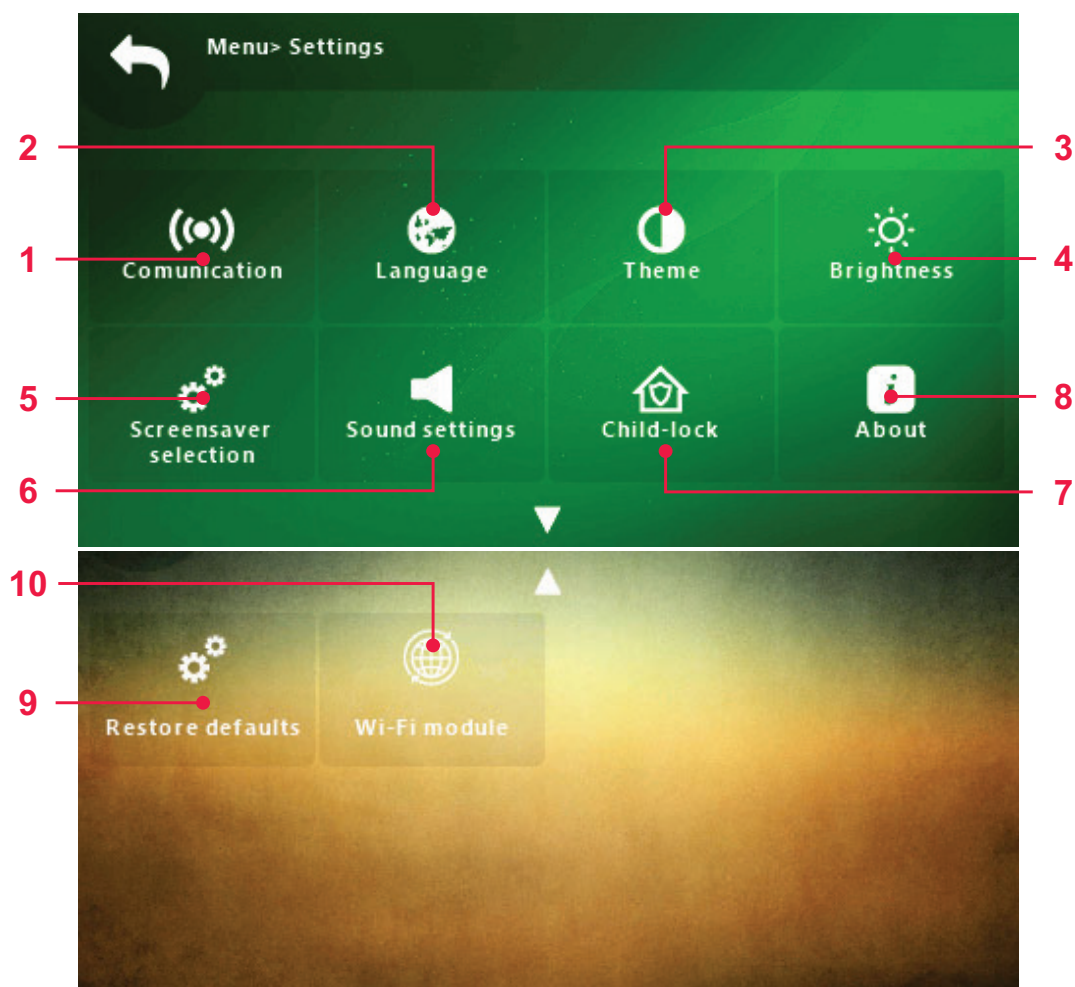 Menu> Settings
2
3
1
Comunication
Language
Theme
Brightness
4
5
Screensaver
selection
Sound settings
Child-lock
About
8
6
7
10
9
Restore defaults
Wi-Fi module